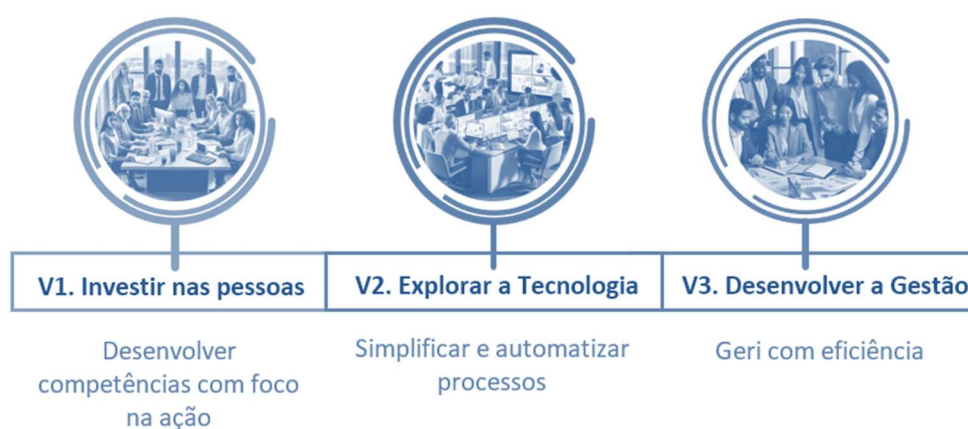 V1. Investir nas pessoas
Desenvolver
competências com foco
na ação
V2. Explorar a Tecnologia
Simplificar e automatizar
processos
V3. Desenvolver a Gestão
Geri com eficiência